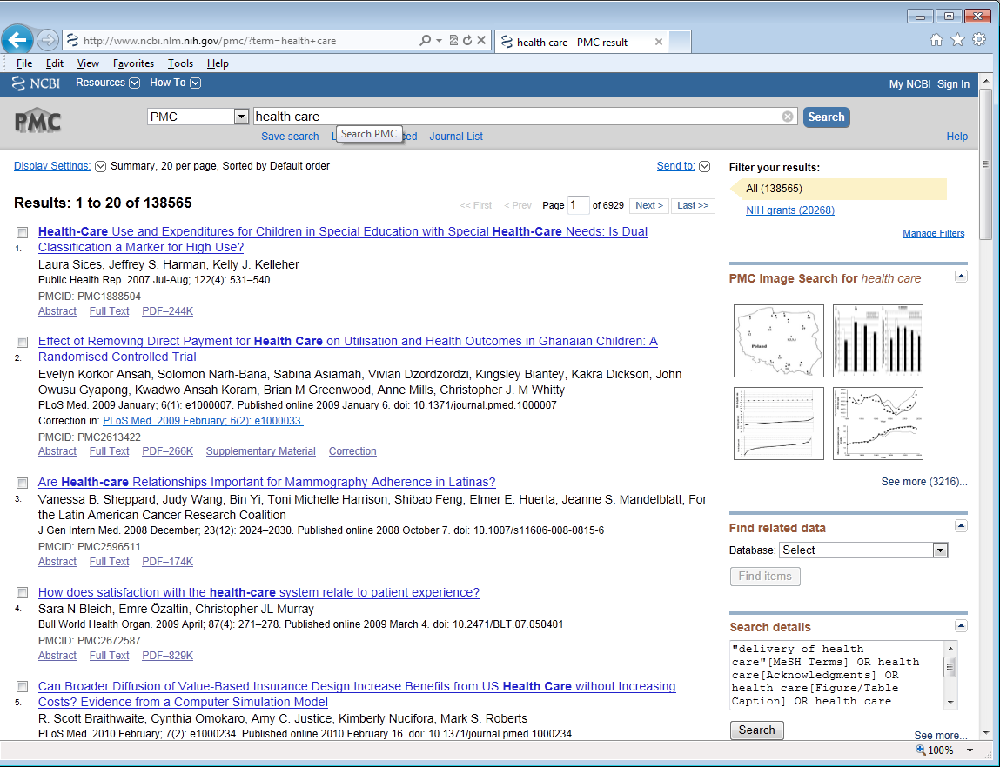 http://www.ncbi.nlm.nih.gov/pmc/?term=health+care
health care - PMC result
File Edit View Favorites Tools Help
NCBI Resources How To My NCBI Sign In
PMC PMC health care Search
Save search L Search PMC ed Journal List Help
Display Settings: Summary, 20 per page, Sorted by Default order Send to:
Results: 1 to 20 of 138565
<< First < Prev Page 1 of 6929 Next > Last >>
Health-Care Use and Expenditures for Children in Special Education with Special Health-Care Needs: Is Dual
1. Classification a Marker for High Use?
Laura Sices, Jeffrey S. Harman, Kelly J. Kelleher
Public Health Rep. 2007 Jul-Aug; 122(4): 531–540.
PMCID: PMC1888504
Abstract Full Text PDF–244K
Effect of Removing Direct Payment for Health Care on Utilisation and Health Outcomes in Ghanaian Children: A
2. Randomised Controlled Trial
Evelyn Korkor Ansah, Solomon Narh-Bana, Sabina Asiamah, Vivian Dzordzordzi, Kingsley Biantey, Kakra Dickson, John
Owusu Gyapong, Kwadwo Ansah Koram, Brian M Greenwood, Anne Mills, Christopher J. M Whitty
PLoS Med. 2009 January; 6(1): e1000007. Published online 2009 January 6. doi: 10.1371/journal.pmed.1000007
Correction in: PLoS Med. 2009 February; 6(2): e1000033.
PMCID: PMC2613422
Abstract Full Text PDF–266K Supplementary Material Correction
Are Health-care Relationships Important for Mammography Adherence in Latinas?
3. Vanessa B. Sheppard, Judy Wang, Bin Yi, Toni Michelle Harrison, Shibao Feng, Elmer E. Huerta, Jeanne S. Mandelblatt, For
the Latin American Cancer Research Coalition
J Gen Intern Med. 2008 December; 23(12): 2024–2030. Published online 2008 October 7. doi: 10.1007/s11606-008-0815-6
PMCID: PMC2596511
Abstract Full Text PDF–174K
How does satisfaction with the health-care system relate to patient experience?
4. Sara N Bleich, Emre Özaltin, Christopher JL Murray
Bull World Health Organ. 2009 April; 87(4): 271–278. Published online 2009 March 4. doi: 10.2471/BLT.07.050401
PMCID: PMC2672587
Abstract Full Text PDF–829K
Can Broader Diffusion of Value-Based Insurance Design Increase Benefits from US Health Care without Increasing
5. Costs? Evidence from a Computer Simulation Model
R. Scott Braithwaite, Cynthia Omokaro, Amy C. Justice, Kimberly Nucifora, Mark S. Roberts
PLoS Med. 2010 February; 7(2): e1000234. Published online 2010 February 16. doi: 10.1371/journal.pmed.1000234
Filter your results:
All (138565)
NIH grants (20268)
Manage Filters
PMC Image Search for health care
Poland
See more (3216)...
Find related data
Database: Select
Find items
Search details
"delivery of health
care"[MeSH Terms] OR health
care[Acknowledgments] OR
health care[Figure/Table
Caption] OR health care
Search
See more...
100%